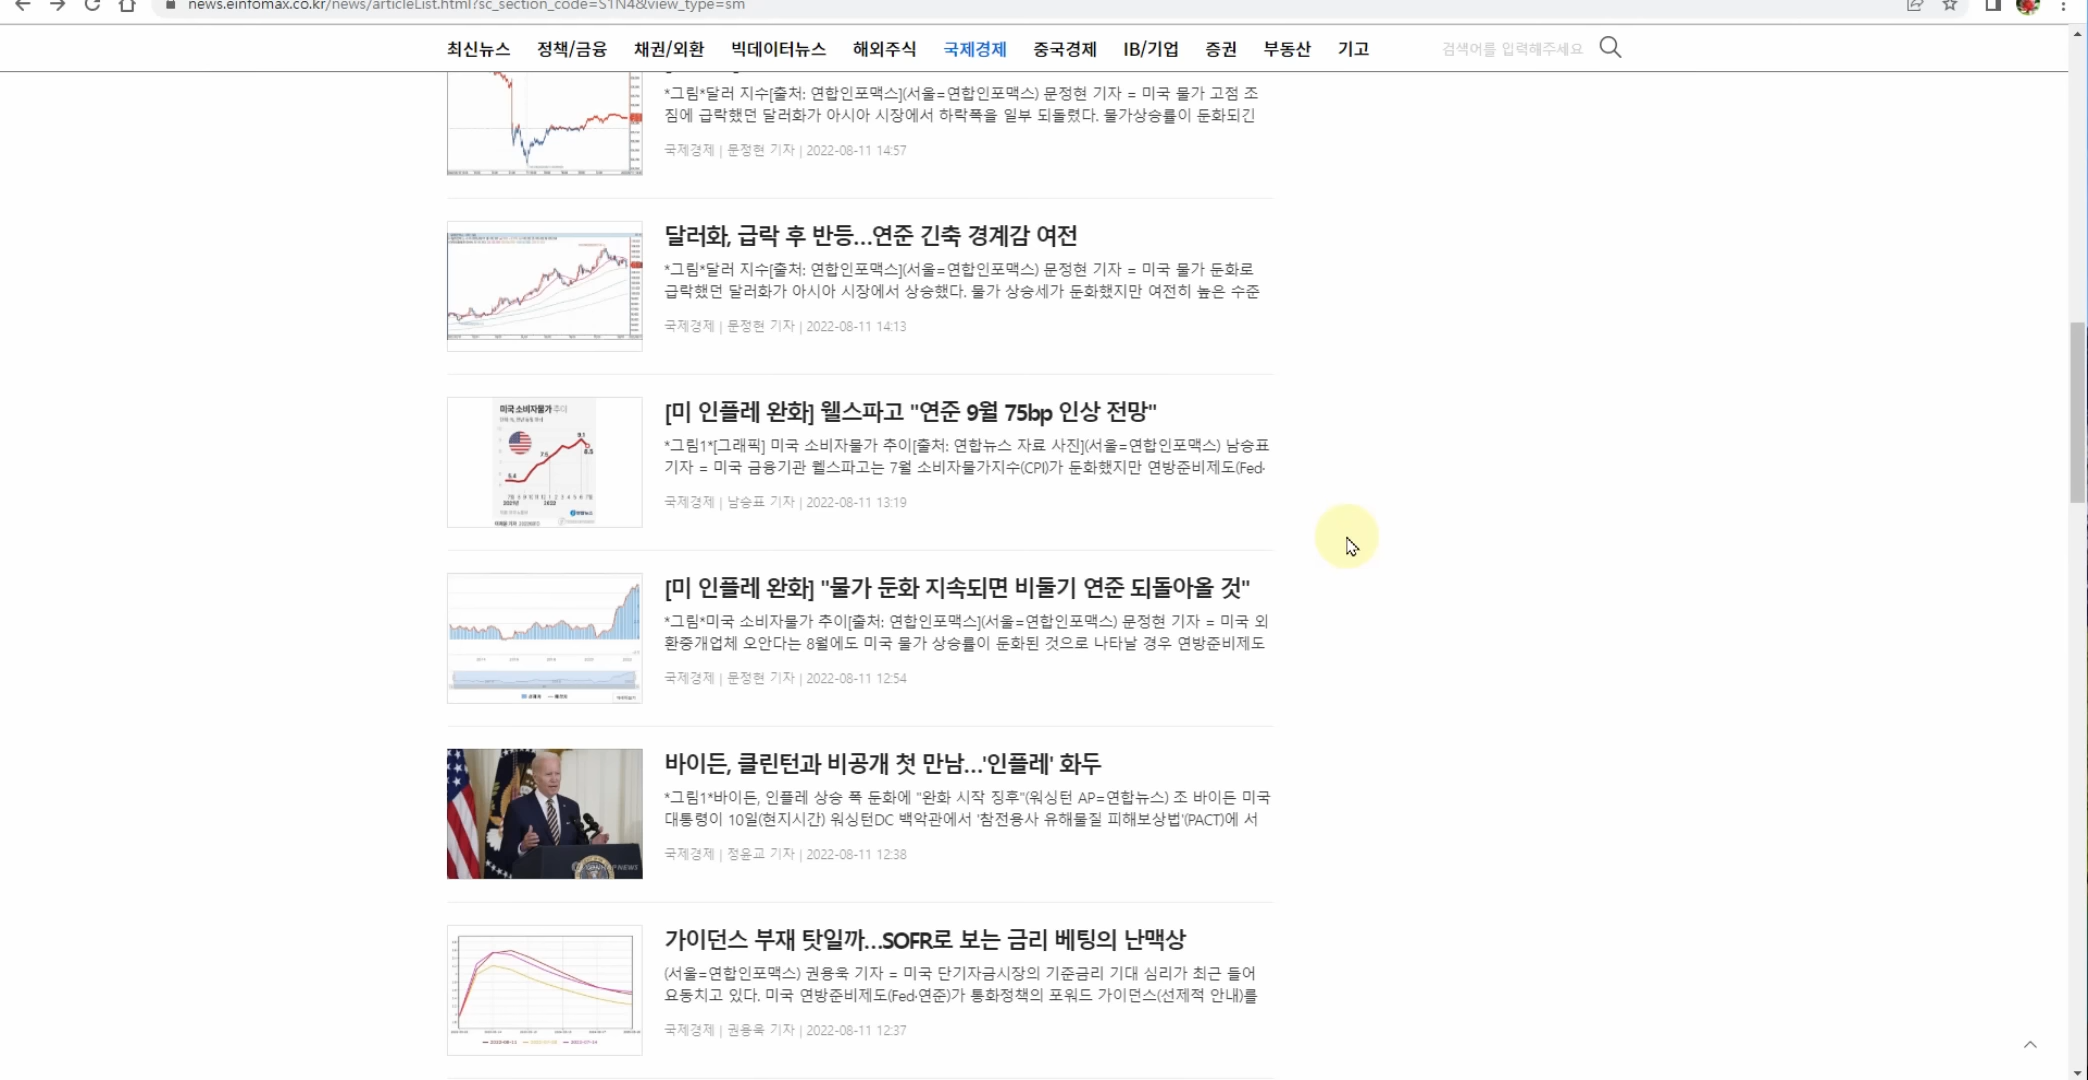 news.einfomax.co.kr/news/articleList.html?sc_section_code=S1N4&view_type=sm
최신뉴스 정책/금융 채권/외환 빅데이터뉴스 해외주식 국제경제 중국경제 IB/기업 증권 부동산 기고 검색어를 입력해주세요
*그림*달러 지수[출처: 연합인포맥스](서울=연합인포맥스) 문정현 기자 = 미국 물가 고점 조
짐에 급락했던 달러화가 아시아 시장에서 하락폭을 일부 되돌렸다. 물가상승률이 둔화되긴
국제경제 | 문정현 기자 | 2022-08-11 14:57
달러화, 급락 후 반등…연준 긴축 경계감 여전
*그림*달러 지수[출처: 연합인포맥스](서울=연합인포맥스) 문정현 기자 = 미국 물가 둔화로
급락했던 달러화가 아시아 시장에서 상승했다. 물가 상승세가 둔화했지만 여전히 높은 수준
국제경제 | 문정현 기자 | 2022-08-11 14:13
미국 소비자물가 추이
9.1
8.5
7.5
5.4
2022
연합뉴스
[미 인플레 완화] 웰스파고 "연준 9월 75bp 인상 전망"
*그림1*[그래픽] 미국 소비자물가 추이[출처: 연합뉴스 자료 사진](서울=연합인포맥스) 남승표
기자 = 미국 금융기관 웰스파고는 7월 소비자물가지수(CPI)가 둔화했지만 연방준비제도(Fed·
국제경제 | 남승표 기자 | 2022-08-11 13:19
[미 인플레 완화] "물가 둔화 지속되면 비둘기 연준 되돌아올 것"
*그림*미국 소비자물가 추이[출처: 연합인포맥스](서울=연합인포맥스) 문정현 기자 = 미국 외
환중개업체 오안다는 8월에도 미국 물가 상승률이 둔화된 것으로 나타날 경우 연방준비제도
국제경제 | 문정현 기자 | 2022-08-11 12:54
바이든, 클린턴과 비공개 첫 만남…'인플레' 화두
*그림1*바이든, 인플레 상승 폭 둔화에 "완화 시작 징후"(워싱턴 AP=연합뉴스) 조 바이든 미국
대통령이 10일(현지시간) 워싱턴DC 백악관에서 '참전용사 유해물질 피해보상법'(PACT)에 서
국제경제 | 정윤교 기자 | 2022-08-11 12:38
가이던스 부재 탓일까…SOFR로 보는 금리 베팅의 난맥상
(서울=연합인포맥스) 권용욱 기자 = 미국 단기자금시장의 기준금리 기대 심리가 최근 들어
요동치고 있다. 미국 연방준비제도(Fed·연준)가 통화정책의 포워드 가이던스(선제적 안내)를
국제경제 | 권용욱 기자 | 2022-08-11 12:37